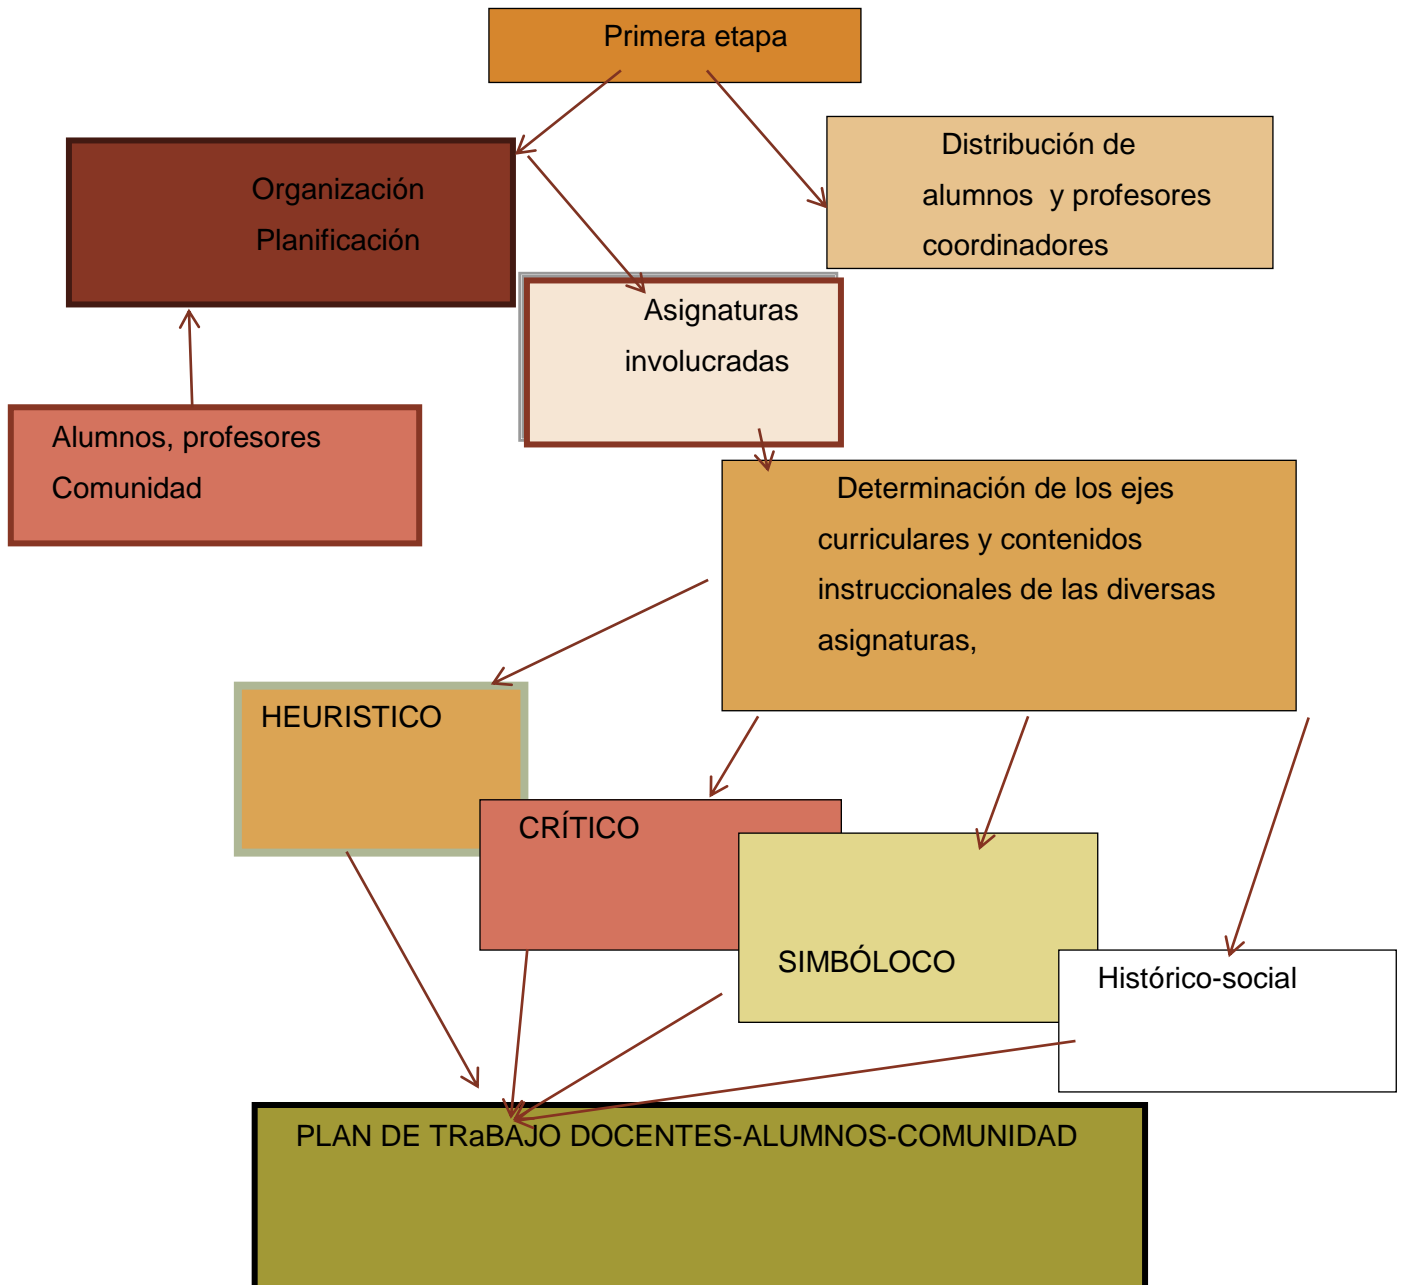 Primera etapa
Distribución de
alumnos y profesores
coordinadores
Organización
Planificación
Asignaturas
involucradas
Alumnos, profesores
Comunidad
Determinación de los ejes
curriculares y contenidos
instruccionales de las diversas
asignaturas,
HEURISTICO
CRÍTICO
SIMBÓLOCO
Histórico-social
PLAN DE TRaBAJO DOCENTES-ALUMNOS-COMUNIDAD